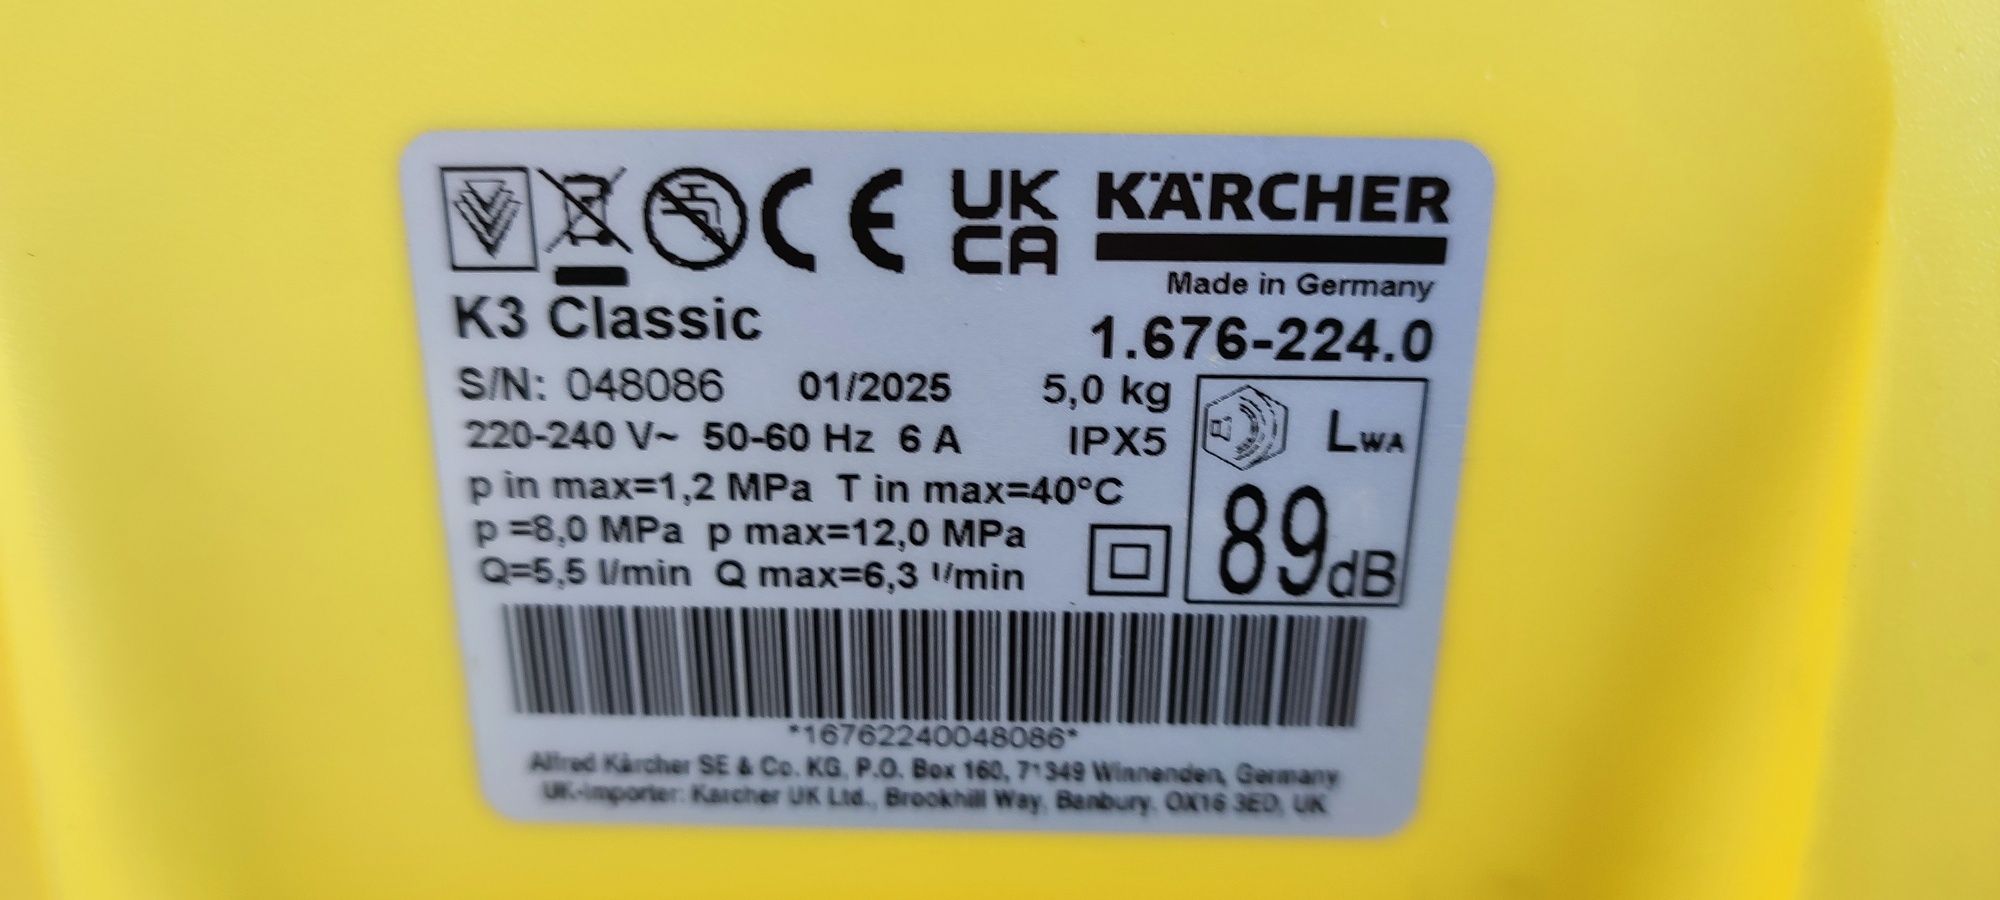 CE UK CA KÄRCHER
Made in Germany
K3 Classic 1.676-224.0
S/N: 048086 01/2025 5,0 kg
220-240 V~ 50-60 Hz 6 A IPX5
LWA
p in max=1,2 MPa T in max=40°C
p =8,0 MPa p max=12,0 MPa
89dB
Q=5,5 l/min Q max=6,3 l/min
*16762240048086*
Alfred Kärcher SE & Co. KG, P.O. Box 160, 71349 Winnenden, Germany
UK-Importer: Karcher UK Ltd., Brookhill Way, Banbury, OX16 3ED, UK